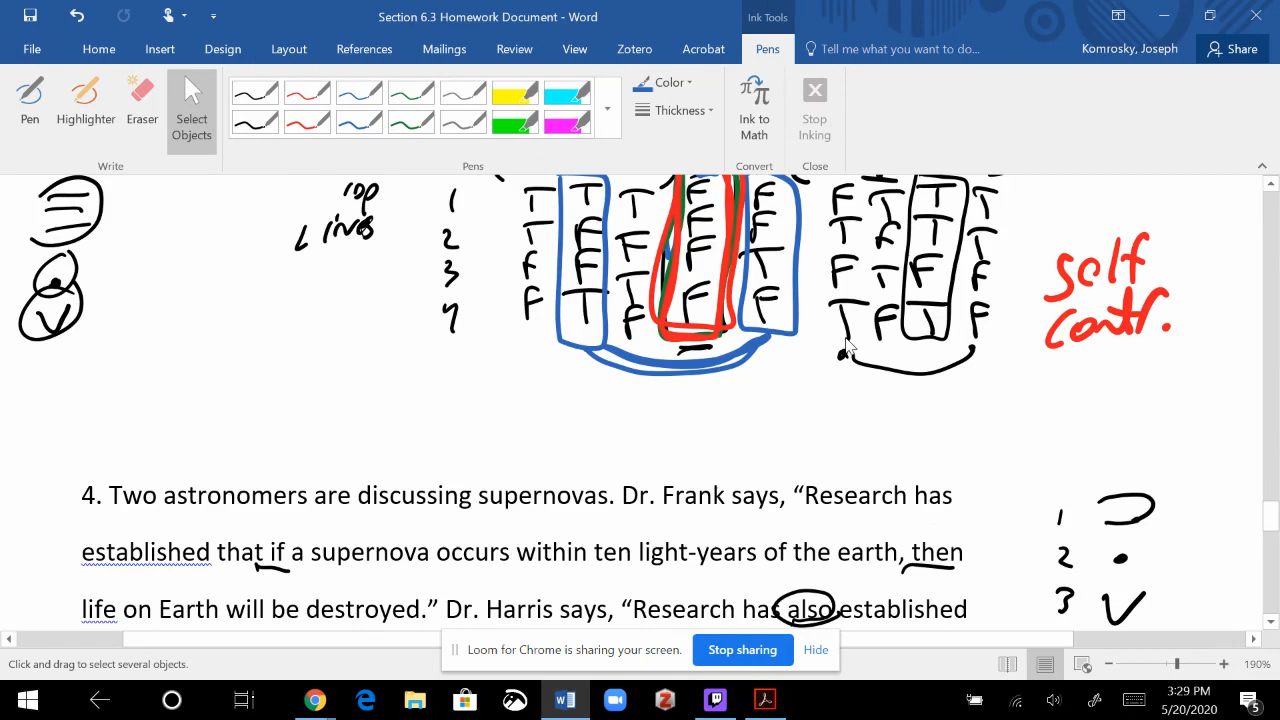 Section 6.3 Homework Document - Word
Ink Tools
File Home Insert Design Layout References Mailings Review View Zotero Acrobat Pens Tell me what you want to do... Komrosky, Joseph Share
Color
Thickness
Pen Highlighter Eraser Select Objects
Ink to Math
Stop Inking
Write Pens Convert Close
top
lines
1 T T T F F F T T T
2 T F F F F T F T T
3 F F T F T F T F F
4 F T F F F T F T F
self
contr.
4. Two astronomers are discussing supernovas. Dr. Frank says, “Research has
established that if a supernova occurs within ten light-years of the earth, then
life on Earth will be destroyed.” Dr. Harris says, “Research has also established
1 ⊃
2 •
3 V
Loom for Chrome is sharing your screen. Stop sharing Hide
Click and drag to select several objects.
190%
3:29 PM
5/20/2020
5